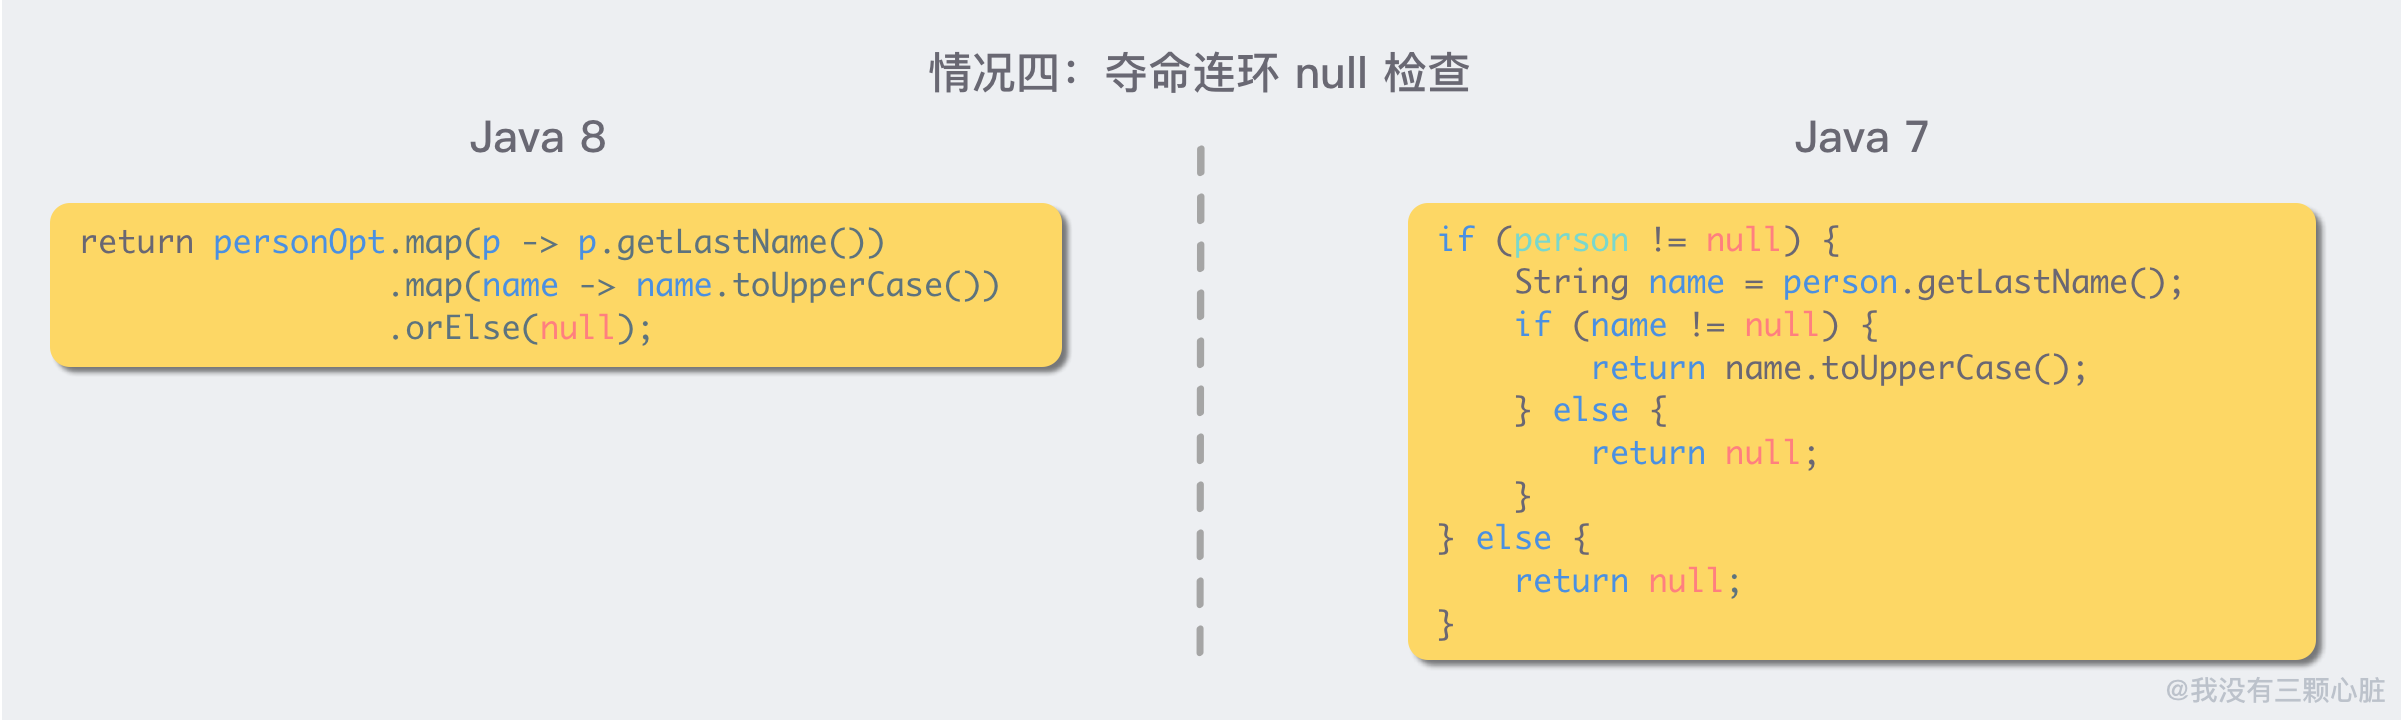 情况四：夺命连环 null 检查
Java 8
return personOpt.map(p -> p.getLastName())
                .map(name -> name.toUpperCase())
                .orElse(null);
Java 7
if (person != null) {
    String name = person.getLastName();
    if (name != null) {
        return name.toUpperCase();
    } else {
        return null;
    }
} else {
    return null;
}
@我没有三颗心脏